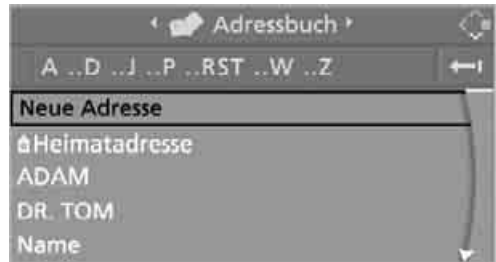 Adressbuch
A ..D ..J ..P ..RST ..W ..Z
Neue Adresse
Heimatadresse
ADAM
DR. TOM
Name